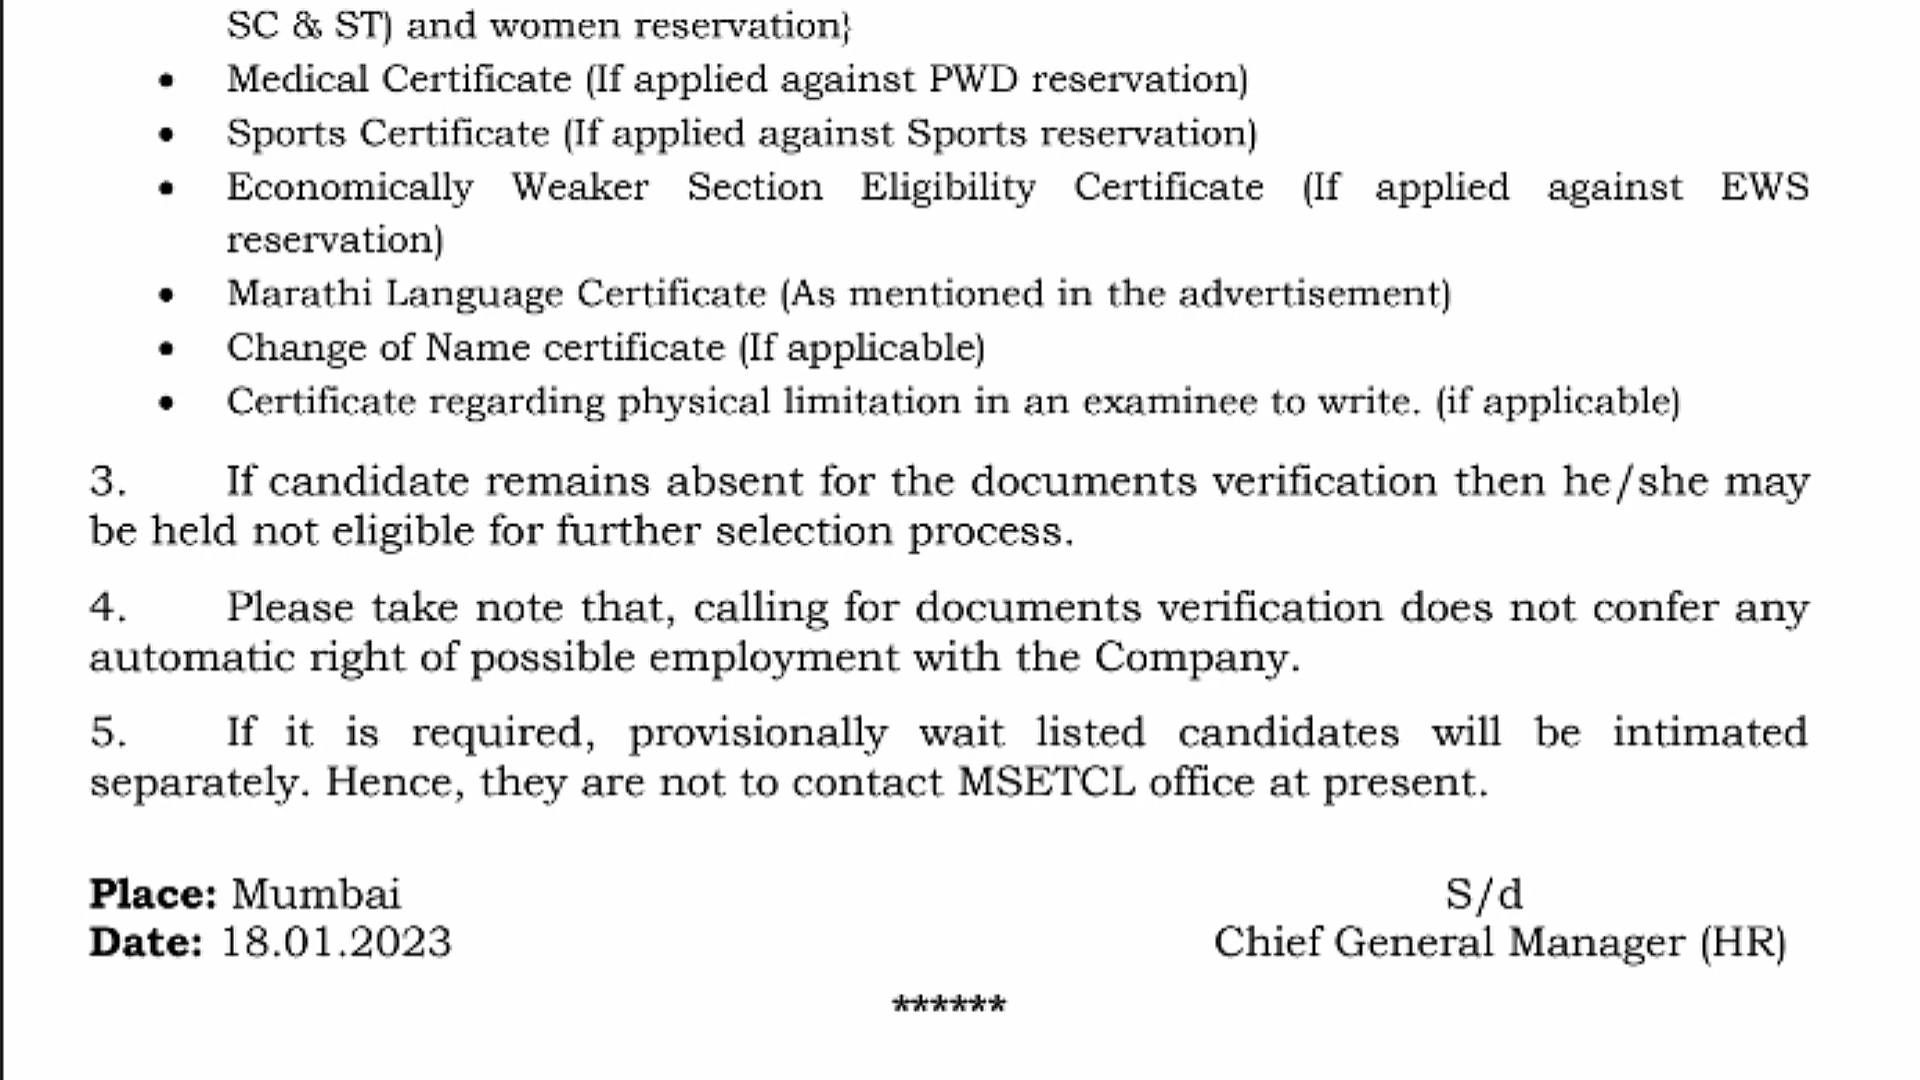 SC & ST) and women reservation}
• Medical Certificate (If applied against PWD reservation)
• Sports Certificate (If applied against Sports reservation)
• Economically Weaker Section Eligibility Certificate (If applied against EWS
reservation)
• Marathi Language Certificate (As mentioned in the advertisement)
• Change of Name certificate (If applicable)
• Certificate regarding physical limitation in an examinee to write. (if applicable)
3. If candidate remains absent for the documents verification then he/she may
be held not eligible for further selection process.
4. Please take note that, calling for documents verification does not confer any
automatic right of possible employment with the Company.
5. If it is required, provisionally wait listed candidates will be intimated
separately. Hence, they are not to contact MSETCL office at present.
Place: Mumbai S/d
Date: 18.01.2023 Chief General Manager (HR)
******